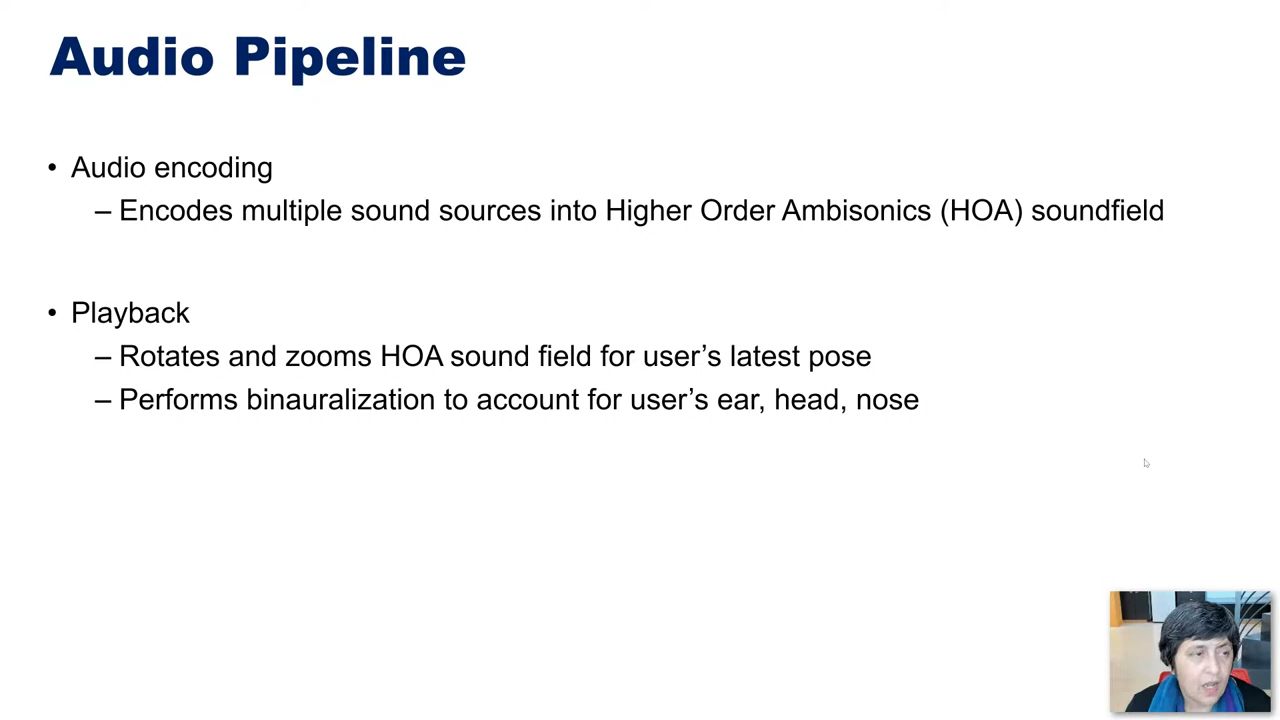 Audio Pipeline
• Audio encoding
– Encodes multiple sound sources into Higher Order Ambisonics (HOA) soundfield
• Playback
– Rotates and zooms HOA sound field for user’s latest pose
– Performs binauralization to account for user’s ear, head, nose